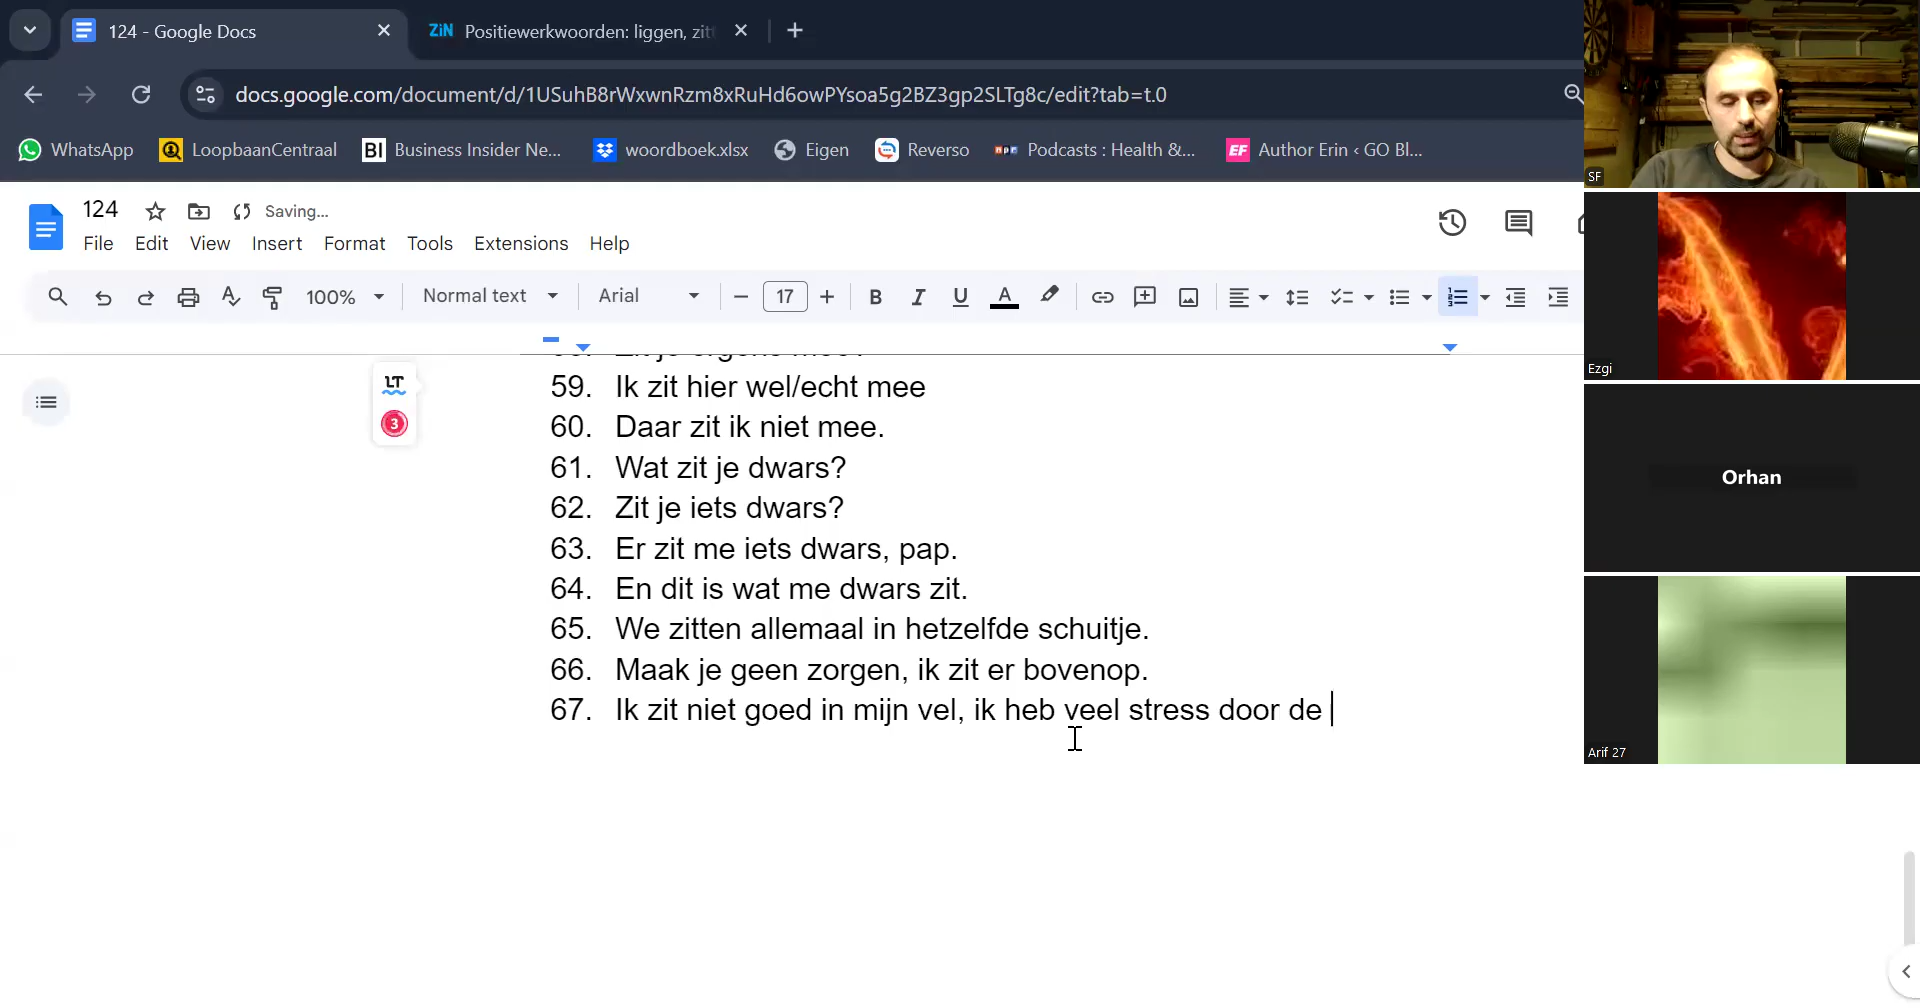 124 - Google Docs
ZiN Positiewerkwoorden: liggen, zit
docs.google.com/document/d/1USuhB8rWxwnRzm8xRuHd6owPYsoa5g2BZ3gp2SLTg8c/edit?tab=t.0
WhatsApp LoopbaanCentraal BI Business Insider Ne... woordboek.xlsx Eigen Reverso npr Podcasts : Health &... EF Author Erin ‹ GO Bl...
SF
124 Saving...
File Edit View Insert Format Tools Extensions Help
100% Normal text Arial 17 B I U A
Ezgi
LT
3
59. Ik zit hier wel/echt mee
60. Daar zit ik niet mee.
61. Wat zit je dwars?
62. Zit je iets dwars?
63. Er zit me iets dwars, pap.
64. En dit is wat me dwars zit.
65. We zitten allemaal in hetzelfde schuitje.
66. Maak je geen zorgen, ik zit er bovenop.
67. Ik zit niet goed in mijn vel, ik heb veel stress door de
Orhan
Arif 27